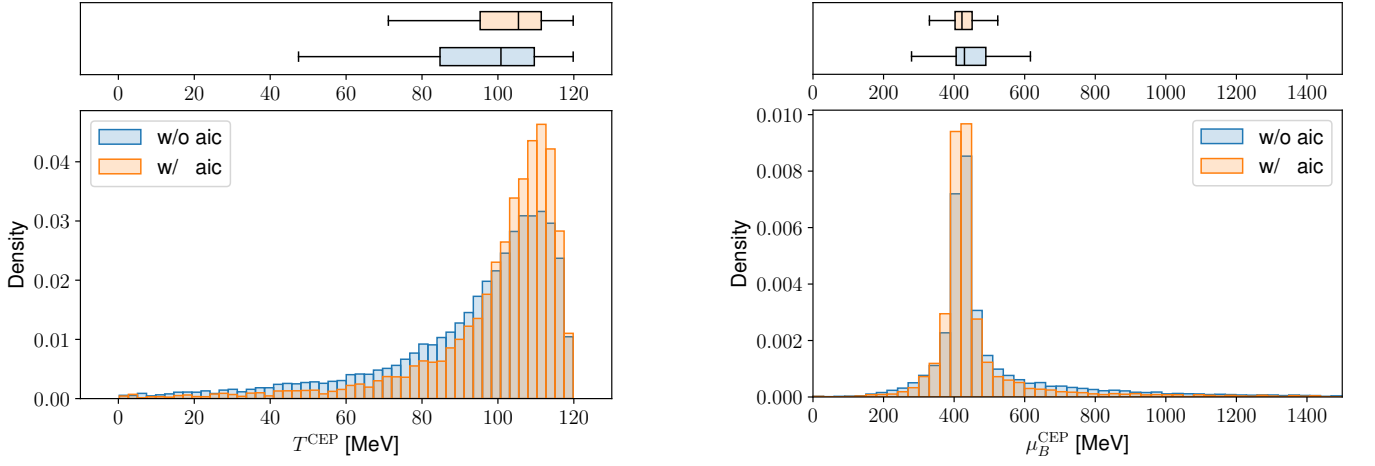 0 20 40 60 80 100 120
0.00
0.01
0.02
0.03
0.04
Density
w/o aic
w/ aic
0 20 40 60 80 100 120
T^CEP [MeV]
0 200 400 600 800 1000 1200 1400
0.000
0.002
0.004
0.006
0.008
0.010
Density
w/o aic
w/ aic
0 200 400 600 800 1000 1200 1400
μ_B^CEP [MeV]